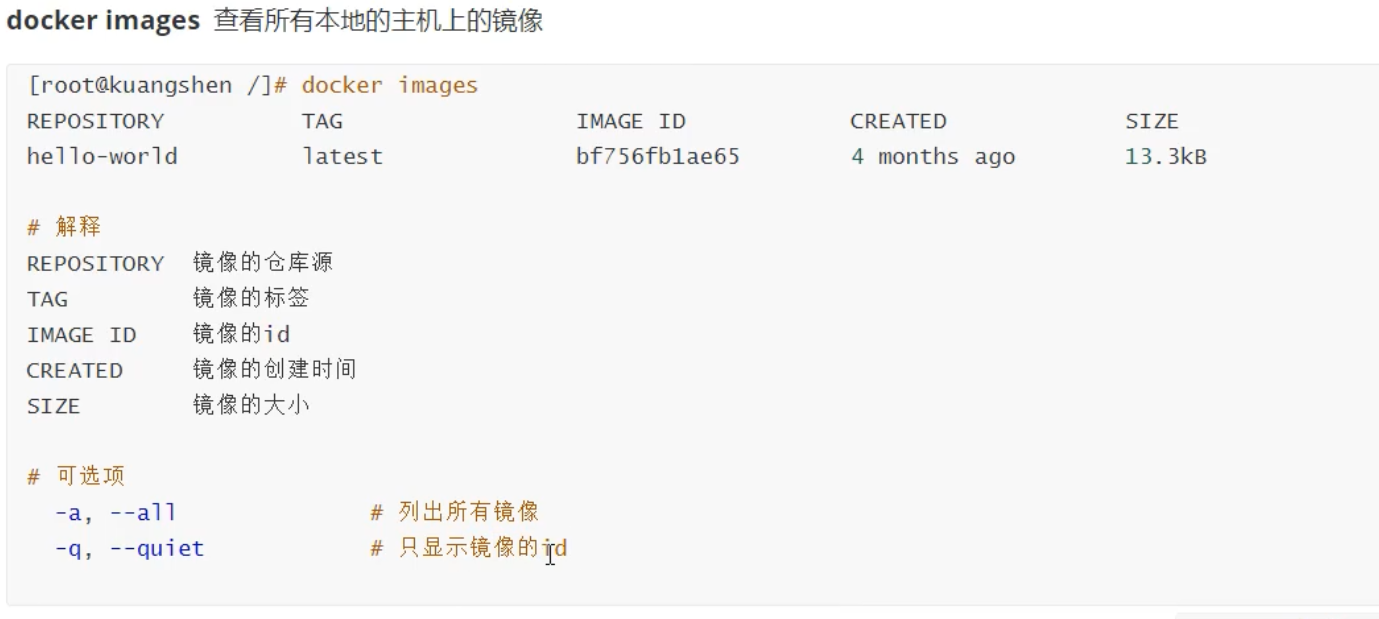 docker images 查看所有本地的主机上的镜像
[root@kuangshen /]# docker images
REPOSITORY TAG IMAGE ID CREATED SIZE
hello-world latest bf756fb1ae65 4 months ago 13.3kB
# 解释
REPOSITORY 镜像的仓库源
TAG 镜像的标签
IMAGE ID 镜像的id
CREATED 镜像的创建时间
SIZE 镜像的大小
# 可选项
-a, --all # 列出所有镜像
-q, --quiet # 只显示镜像的id